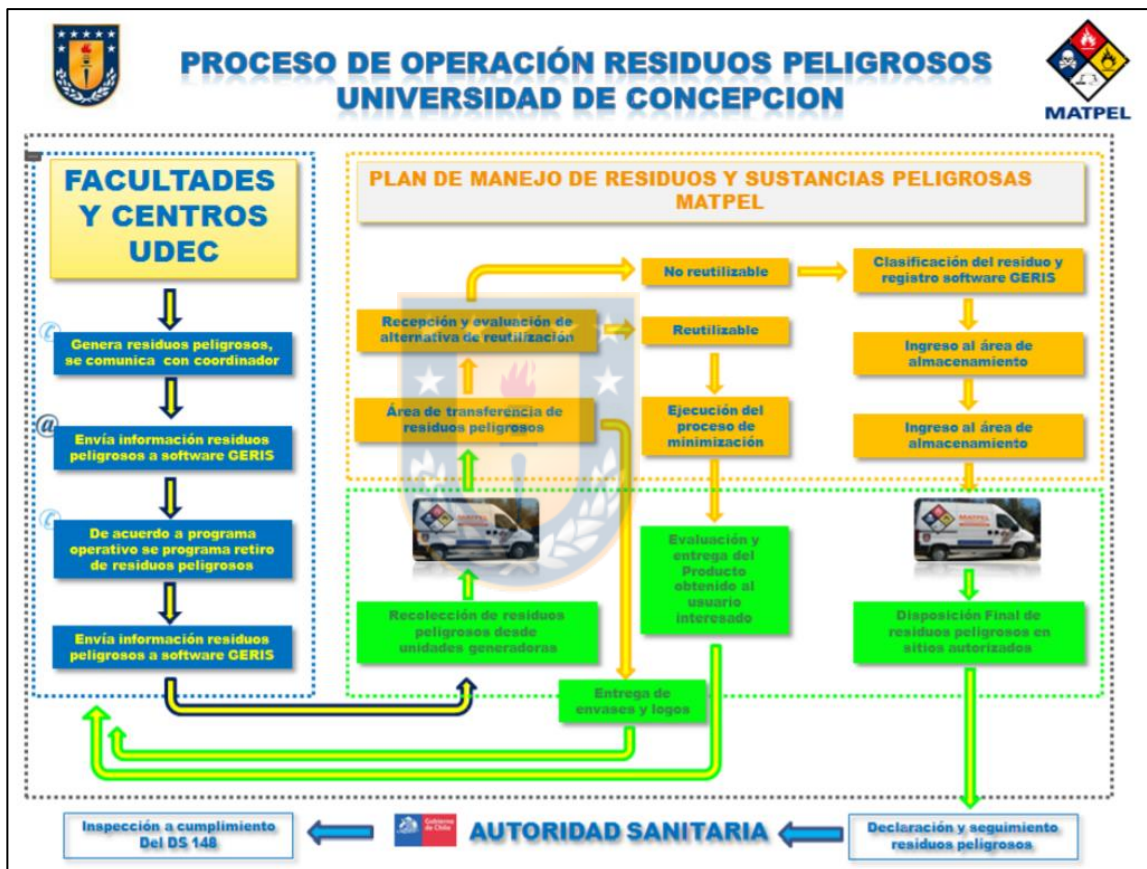 PROCESO DE OPERACIÓN RESIDUOS PELIGROSOS
UNIVERSIDAD DE CONCEPCION
MATPEL
FACULTADES
Y CENTROS
UDEC
Genera residuos peligrosos,
se comunica con coordinador
@
Envía información residuos
peligrosos a software GERIS
De acuerdo a programa
operativo se programa retiro
de residuos peligrosos
Envía información residuos
peligrosos a software GERIS
PLAN DE MANEJO DE RESIDUOS Y SUSTANCIAS PELIGROSAS
MATPEL
No reutilizable
Clasificación del residuo y
registro software GERIS
Recepción y evaluación de
alternativa de reutilización
Reutilizable
Ingreso al área de
almacenamiento
Área de transferencia de
residuos peligrosos
Ejecución del
proceso de
minimización
Ingreso al área de
almacenamiento
MATPEL
MATPEL
Evaluación y
entrega del
Producto
obtenido al
usuario
interesado
Recolección de residuos
peligrosos desde
unidades generadoras
Disposición Final de
residuos peligrosos en
sitios autorizados
Entrega de
envases y logos
Inspección a cumplimiento
Del DS 148
Gobierno
de Chile
AUTORIDAD SANITARIA
Declaración y seguimiento
residuos peligrosos